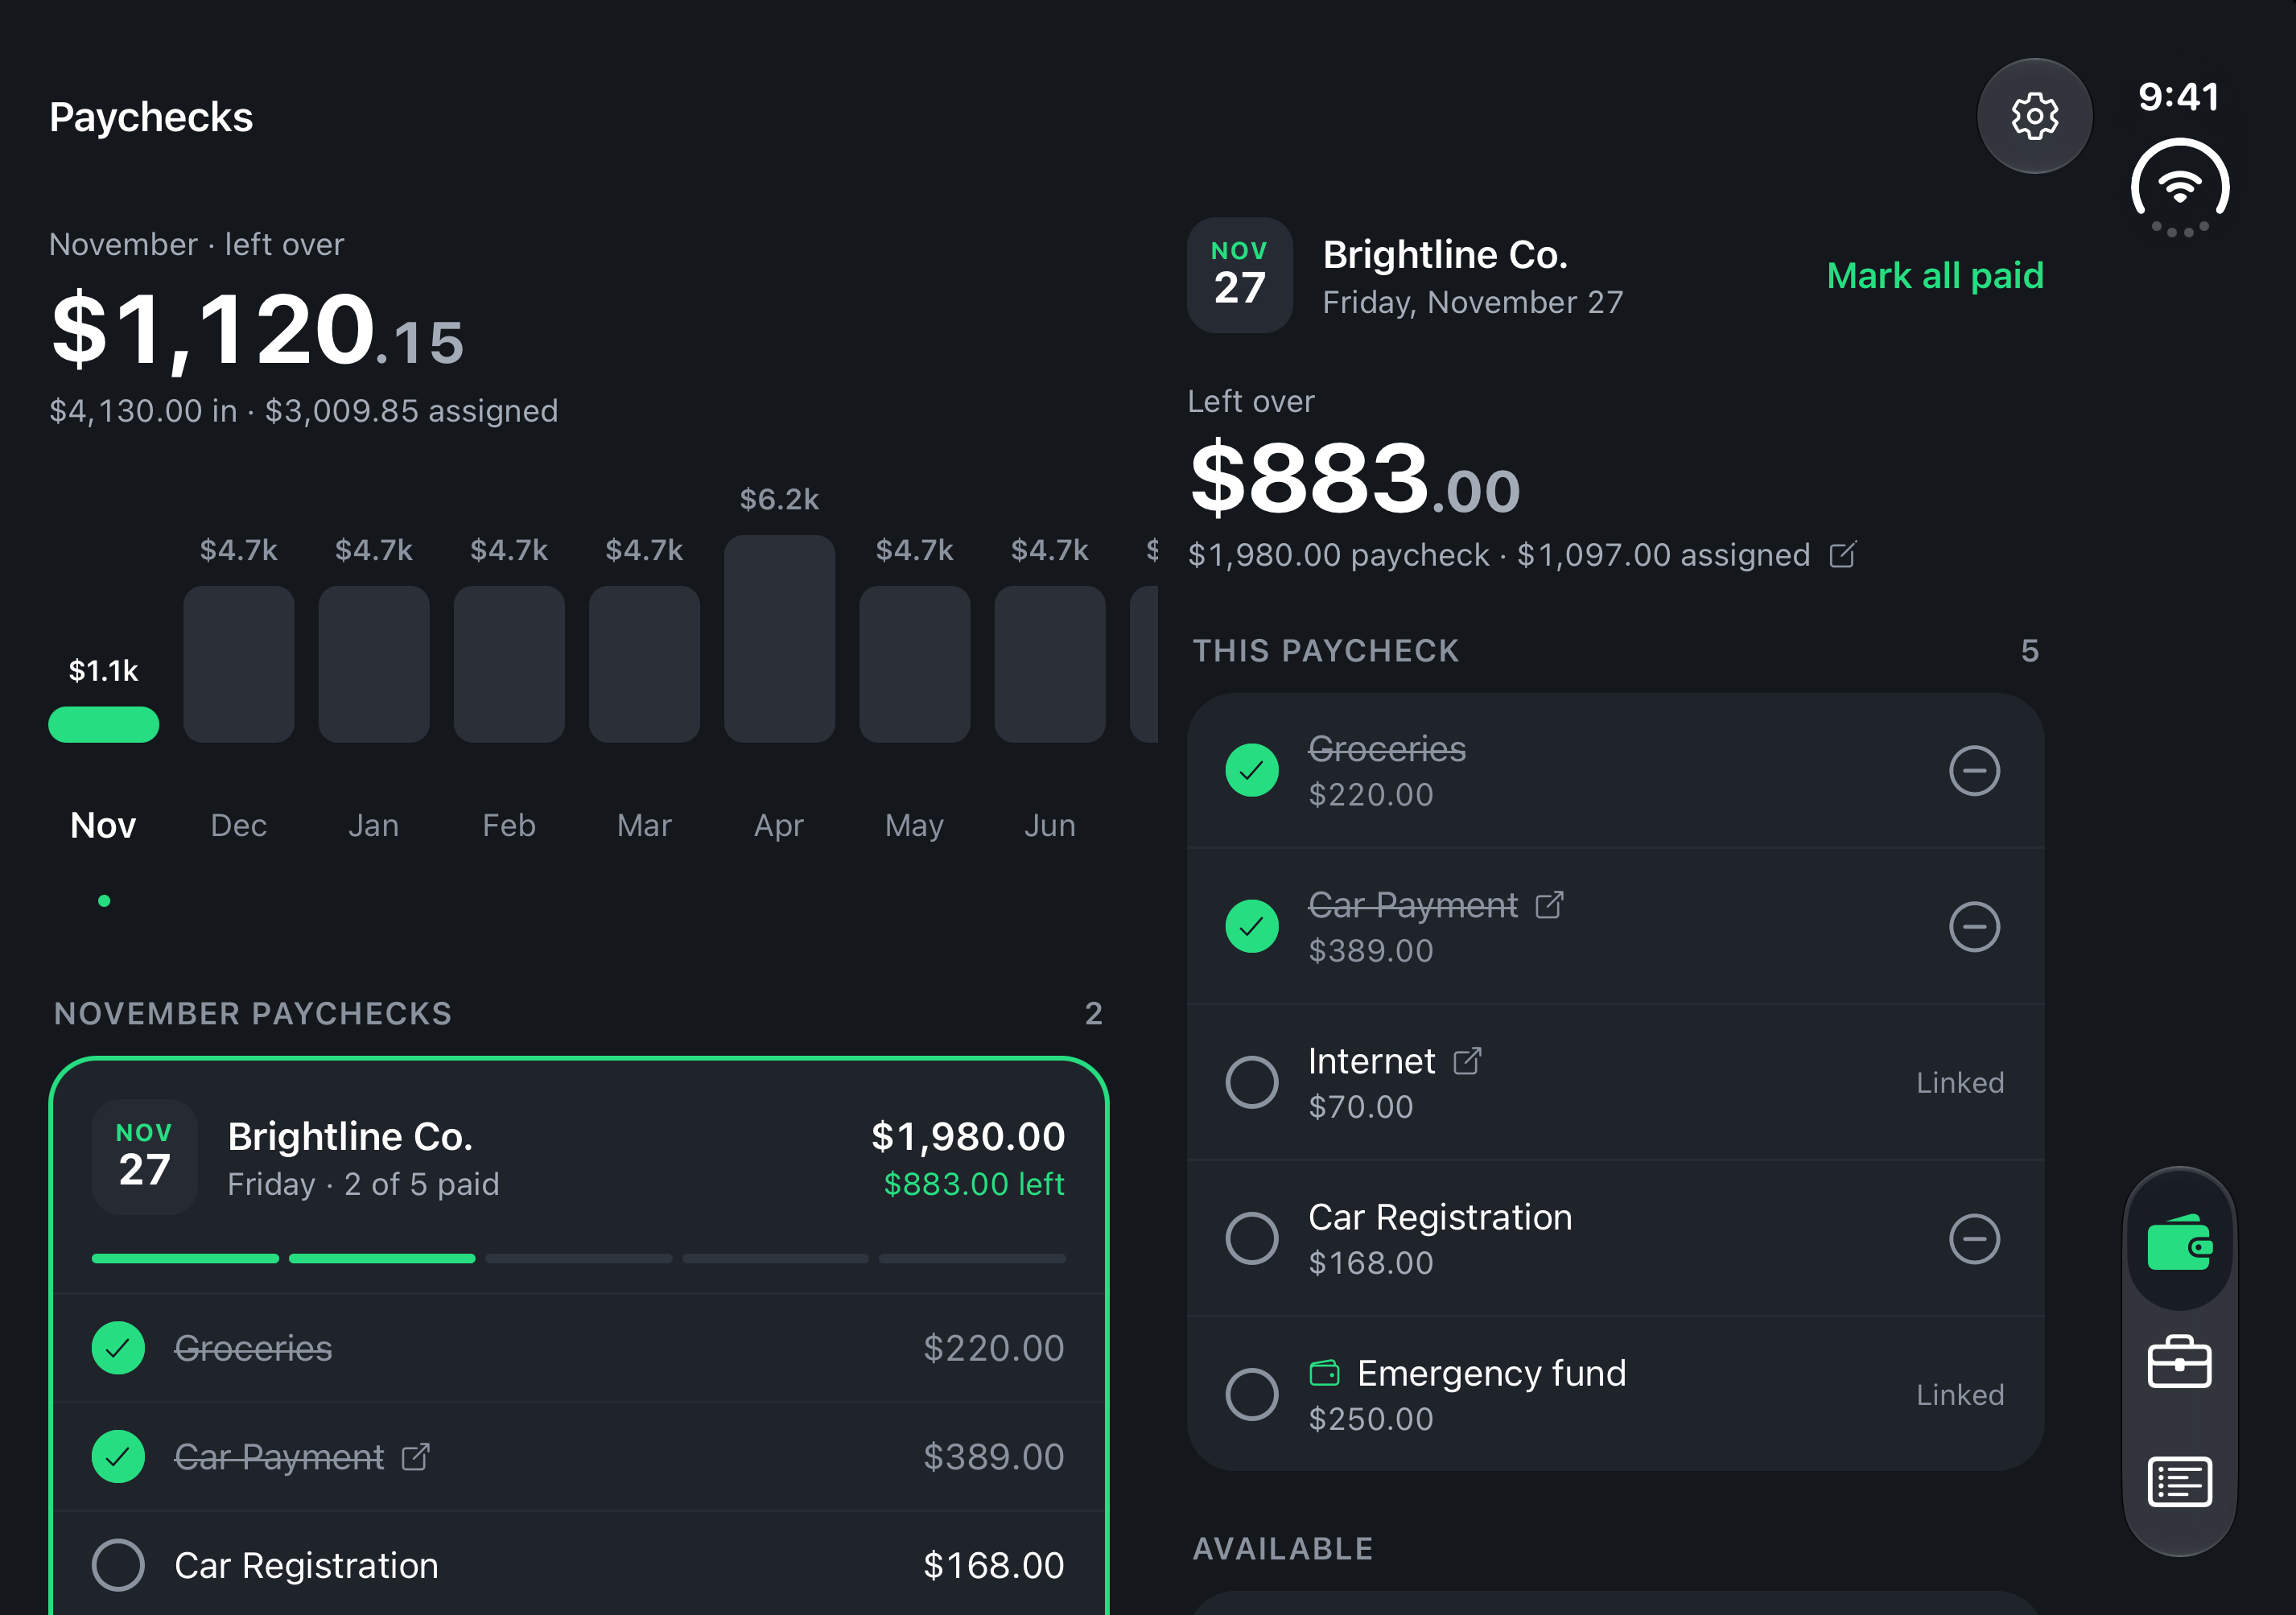 Paychecks
9:41
November · left over
$1,120.15
$4,130.00 in · $3,009.85 assigned
$1.1k
$4.7k
$4.7k
$4.7k
$4.7k
$6.2k
$4.7k
$4.7k
$
Nov
Dec
Jan
Feb
Mar
Apr
May
Jun
NOVEMBER PAYCHECKS 2
NOV
27
Brightline Co. $1,980.00
Friday · 2 of 5 paid $883.00 left
Groceries $220.00
Car Payment $389.00
Car Registration $168.00
NOV
27
Brightline Co.
Friday, November 27
Mark all paid
Left over
$883.00
$1,980.00 paycheck · $1,097.00 assigned
THIS PAYCHECK 5
Groceries
$220.00
Car Payment
$389.00
Internet
$70.00
Linked
Car Registration
$168.00
Emergency fund
$250.00
Linked
AVAILABLE